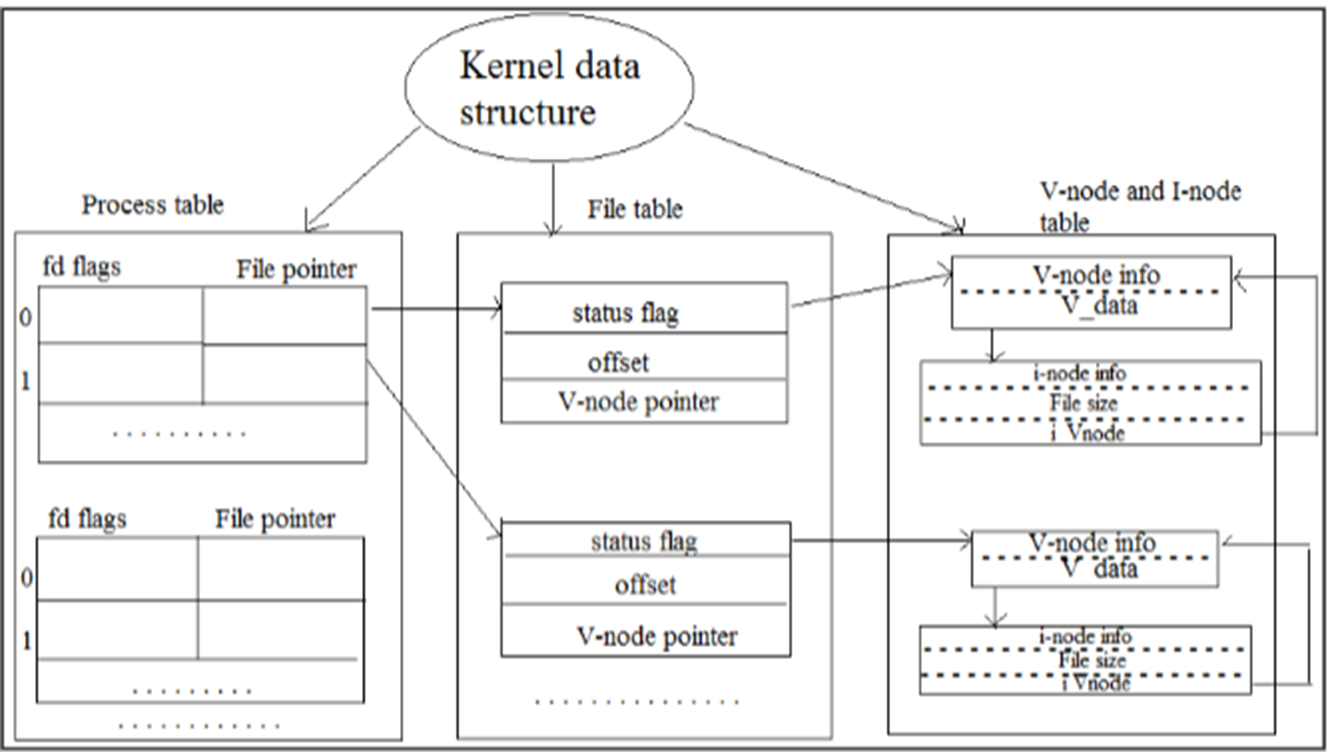 Kernel data
structure
Process table
File table
V-node and I-node
table
fd flags File pointer
0
1
. . . . . . . . . .
fd flags File pointer
0
1
. . . . . . . . .
. . . . . . . . . . . .
status flag
offset
V-node pointer
status flag
offset
V-node pointer
. . . . . . . . . . . . . . .
V-node info
V_data
i-node info
File size
i Vnode
V-node info
V data
i-node info
File size
i Vnode